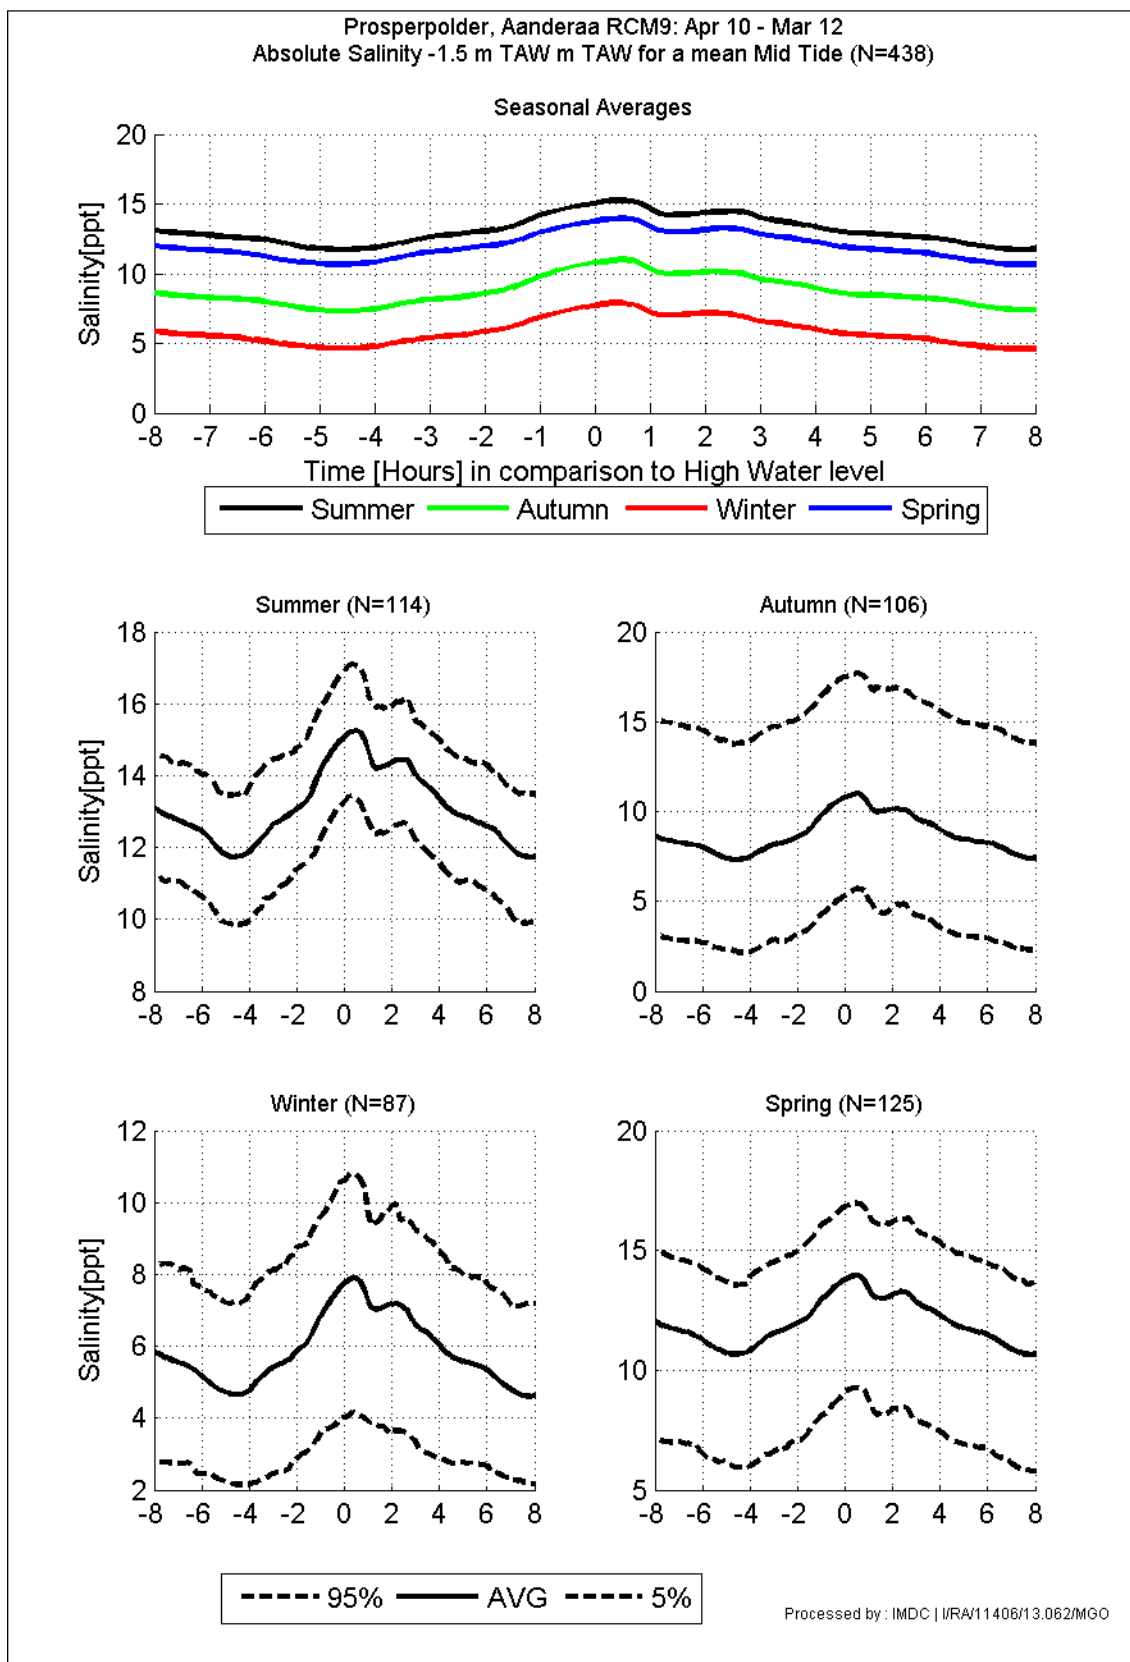 Prosperpolder, Aanderaa RCM9: Apr 10 - Mar 12
Absolute Salinity -1.5 m TAW m TAW for a mean Mid Tide (N=438)
Seasonal Averages
Salinity[ppt]
20
15
10
5
0
-8 -7 -6 -5 -4 -3 -2 -1 0 1 2 3 4 5 6 7 8
Time [Hours] in comparison to High Water level
Summer Autumn Winter Spring
Summer (N=114)
Salinity[ppt]
18
16
14
12
10
8
-8 -6 -4 -2 0 2 4 6 8
Autumn (N=106)
20
15
10
5
0
-8 -6 -4 -2 0 2 4 6 8
Winter (N=87)
Salinity[ppt]
12
10
8
6
4
2
-8 -6 -4 -2 0 2 4 6 8
Spring (N=125)
20
15
10
5
-8 -6 -4 -2 0 2 4 6 8
95% AVG 5%
Processed by : IMDC | I/RA/11406/13.062/MGO